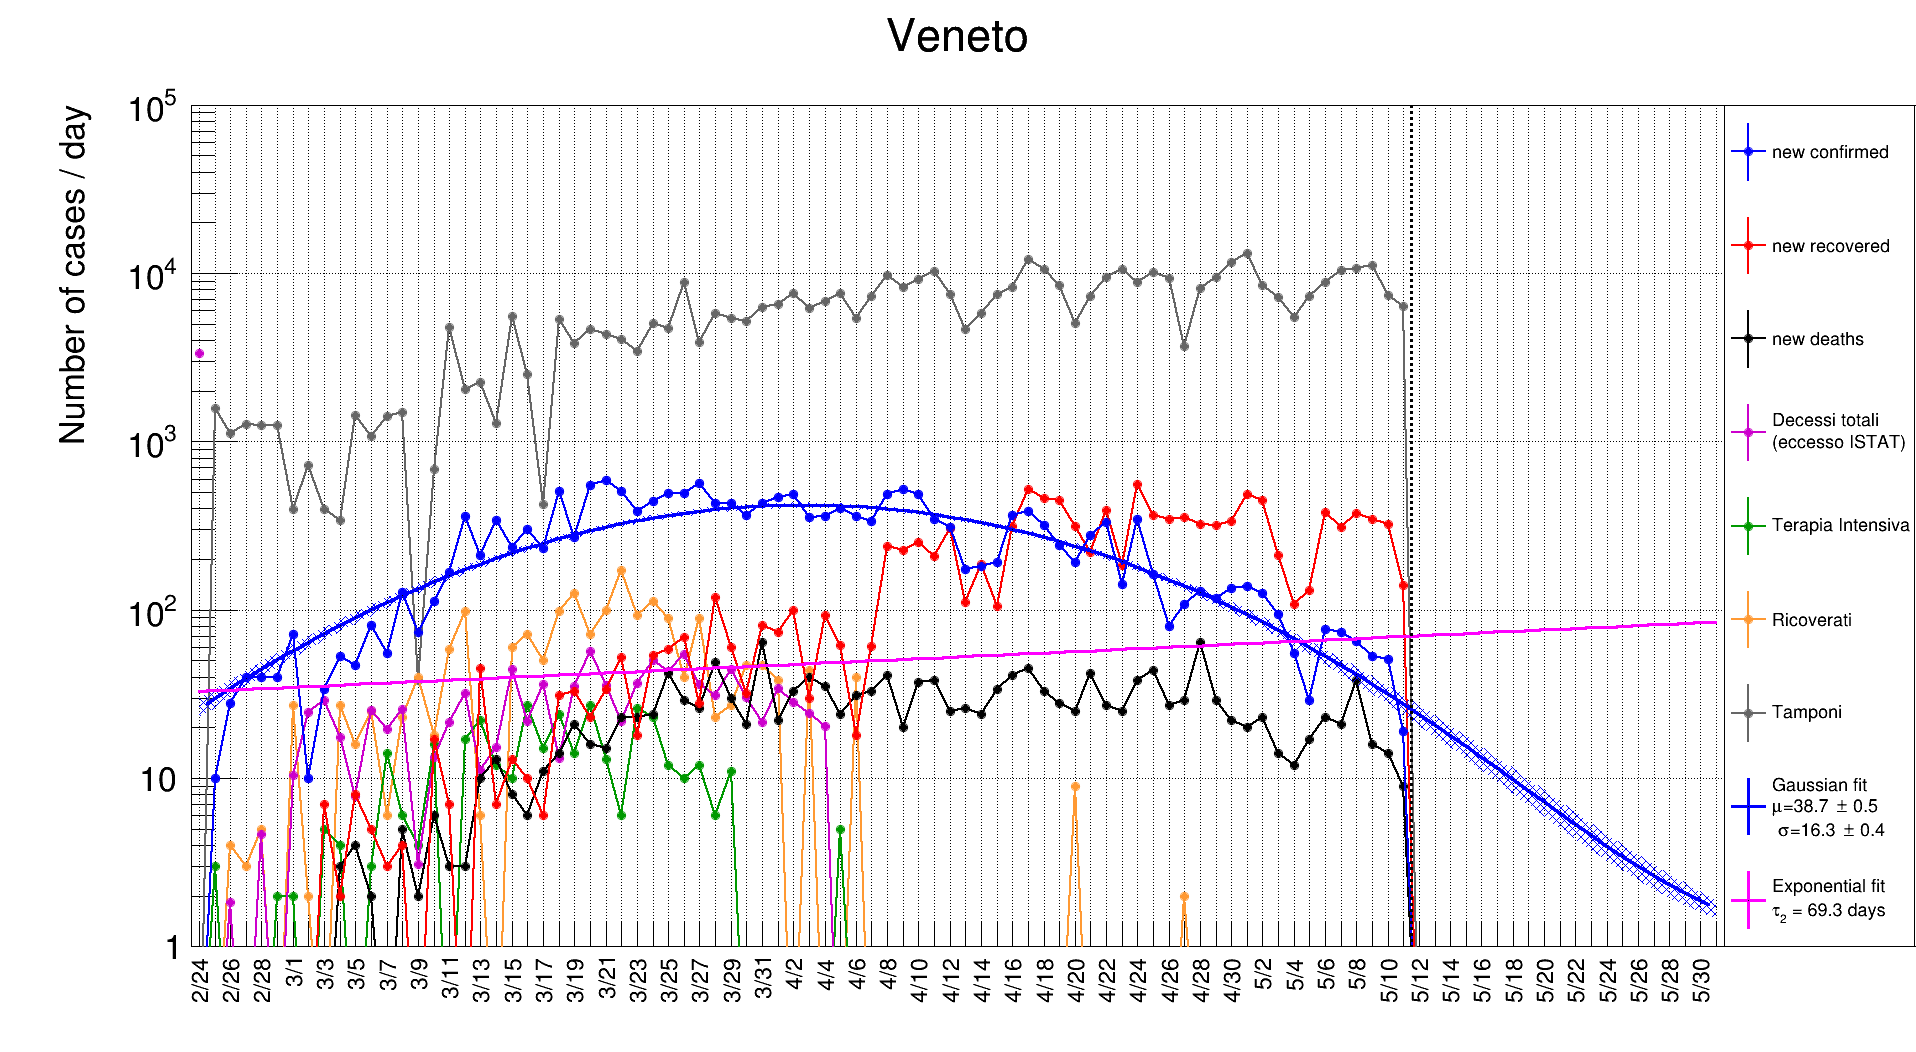 Veneto
Number of cases / day
10^5
10^4
10^3
10^2
10
1
2/24 2/26 2/28 3/1 3/3 3/5 3/7 3/9 3/11 3/13 3/15 3/17 3/19 3/21 3/23 3/25 3/27 3/29 3/31 4/2 4/4 4/6 4/8 4/10 4/12 4/14 4/16 4/18 4/20 4/22 4/24 4/26 4/28 4/30 5/2 5/4 5/6 5/8 5/10 5/12 5/14 5/16 5/18 5/20 5/22 5/24 5/26 5/28 5/30
new confirmed
new recovered
new deaths
Decessi totali
(eccesso ISTAT)
Terapia Intensiva
Ricoverati
Tamponi
Gaussian fit
μ=38.7 ± 0.5
σ=16.3 ± 0.4
Exponential fit
τ_2 = 69.3 days